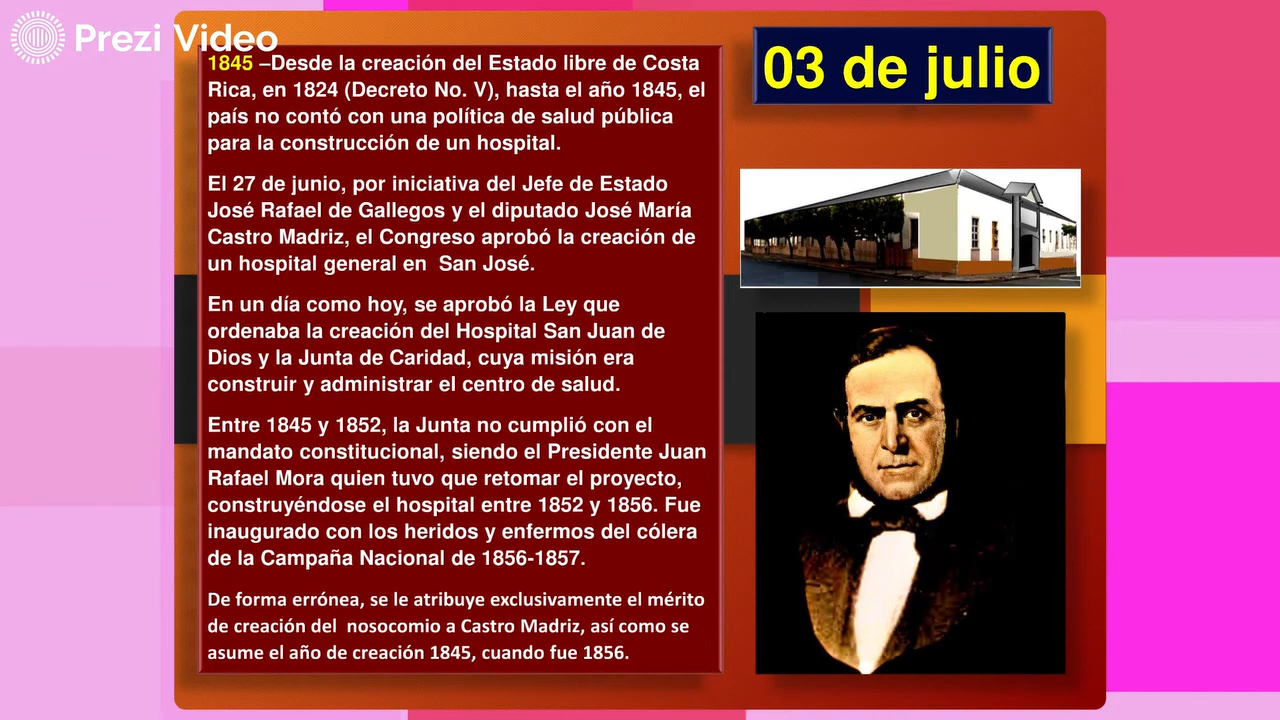 Prezi Video
1845 –Desde la creación del Estado libre de Costa
Rica, en 1824 (Decreto No. V), hasta el año 1845, el
país no contó con una política de salud pública
para la construcción de un hospital.
El 27 de junio, por iniciativa del Jefe de Estado
José Rafael de Gallegos y el diputado José María
Castro Madriz, el Congreso aprobó la creación de
un hospital general en San José.
En un día como hoy, se aprobó la Ley que
ordenaba la creación del Hospital San Juan de
Dios y la Junta de Caridad, cuya misión era
construir y administrar el centro de salud.
Entre 1845 y 1852, la Junta no cumplió con el
mandato constitucional, siendo el Presidente Juan
Rafael Mora quien tuvo que retomar el proyecto,
construyéndose el hospital entre 1852 y 1856. Fue
inaugurado con los heridos y enfermos del cólera
de la Campaña Nacional de 1856-1857.
De forma errónea, se le atribuye exclusivamente el mérito
de creación del nosocomio a Castro Madriz, así como se
asume el año de creación 1845, cuando fue 1856.
03 de julio